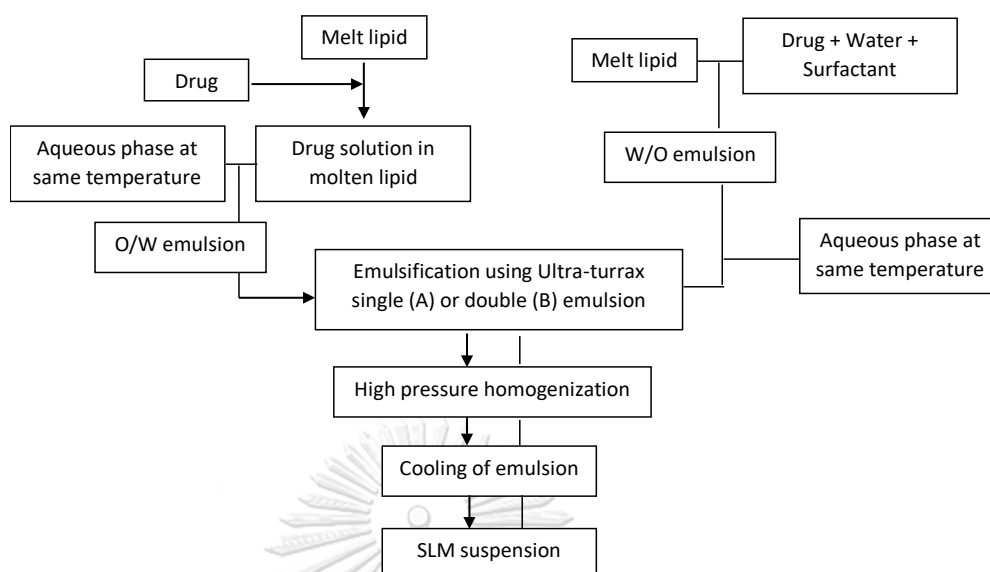 Melt lipid
Drug
Aqueous phase at
same temperature
Drug solution in
molten lipid
O/W emulsion
Melt lipid
Drug + Water +
Surfactant
W/O emulsion
Aqueous phase at
same temperature
Emulsification using Ultra-turrax
single (A) or double (B) emulsion
High pressure homogenization
Cooling of emulsion
SLM suspension